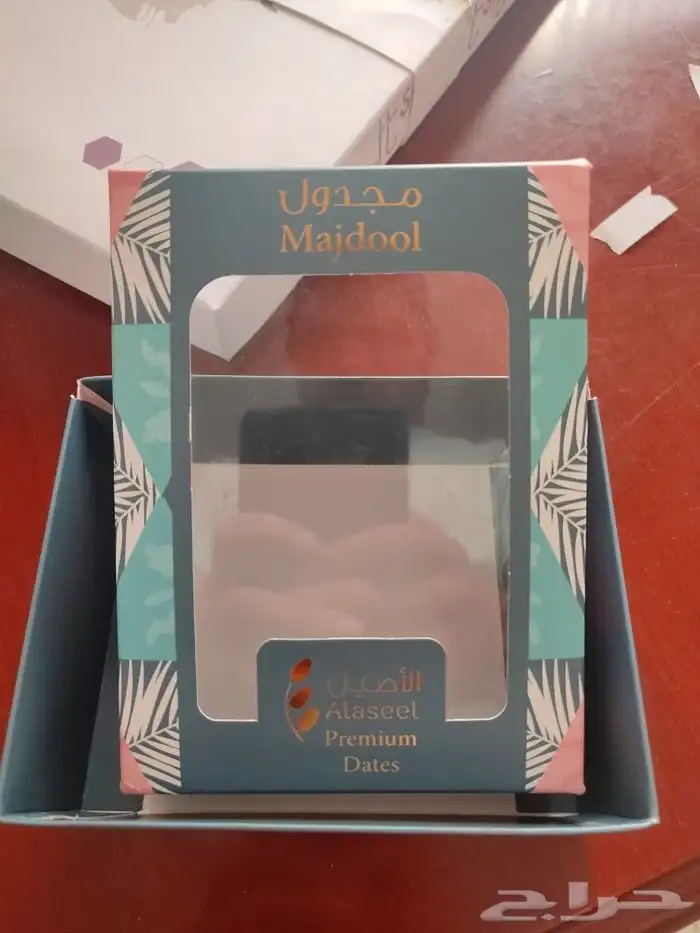 مجدول
Majdool
الأصيل
Alaseel
Premium
Dates
حراج